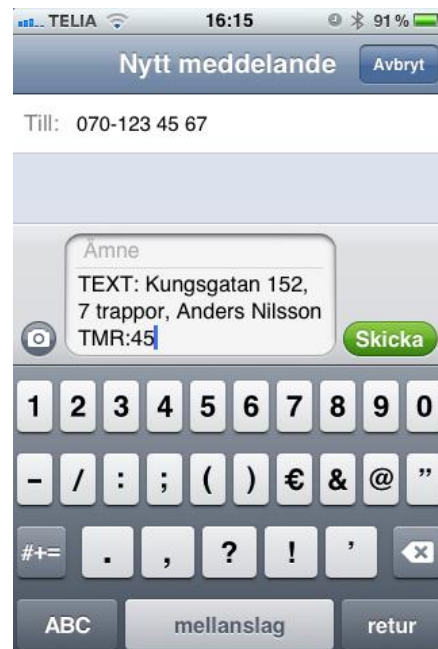 TELIA 16:15 91 %
Nytt meddelande Avbryt
Till: 070-123 45 67
Ämne
TEXT: Kungsgatan 152,
7 trappor, Anders Nilsson
TMR:45
Skicka
1 2 3 4 5 6 7 8 9 0
- / : ; ( ) € & @ ”
#+= . , ? ! ’
ABC mellanslag retur